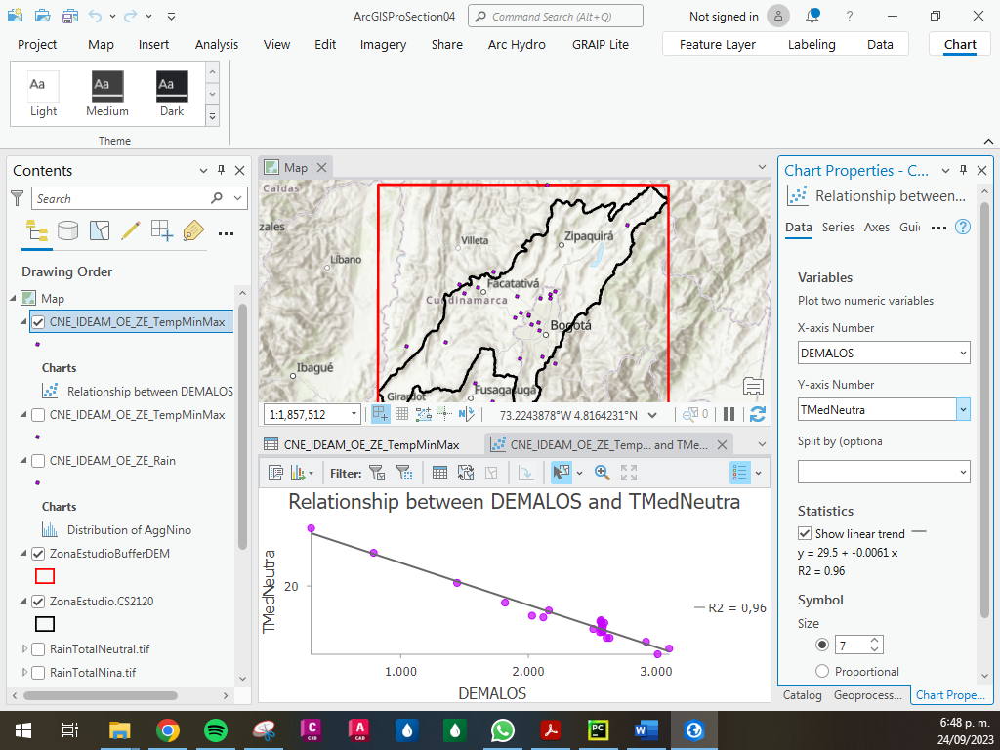 ArcGISProSection04
Command Search (Alt+Q)
Not signed in
?
Project
Map
Insert
Analysis
View
Edit
Imagery
Share
Arc Hydro
GRAIP Lite
Feature Layer
Labeling
Data
Chart
Aa
Aa
Aa
Light
Medium
Dark
Theme
Contents
Search
Drawing Order
Map
CNE_IDEAM_OE_ZE_TempMinMax
Charts
Relationship between DEMALOS
CNE_IDEAM_OE_ZE_TempMinMax
CNE_IDEAM_OE_ZE_Rain
Charts
Distribution of AggNino
ZonaEstudioBufferDEM
ZonaEstudio.CS2120
RainTotalNeutral.tif
RainTotalNina.tif
Map
Caldas
zales
Villeta
Zipaquirá
Líbano
Facatativá
Cundinamarca
Bogotá
Ibagué
Girardot
Fusagasugá
1:1,857,512
73.2243878°W 4.8164231°N
0
CNE_IDEAM_OE_ZE_TempMinMax
CNE_IDEAM_OE_ZE_Temp... and TMe...
Filter:
Relationship between DEMALOS and TMedNeutra
TMedNeutra
20
R2 = 0,96
1.000
2.000
3.000
DEMALOS
Chart Properties - C...
Relationship between...
Data
Series
Axes
Gui
?
Variables
Plot two numeric variables
X-axis Number
DEMALOS
Y-axis Number
TMedNeutra
Split by (optiona
Statistics
Show linear trend
y = 29.5 + -0.0061 x
R2 = 0.96
Symbol
Size
7
Proportional
Catalog
Geoprocess...
Chart Prope...
C
C3D
A
CAD
PC
W
6:48 p. m.
24/09/2023